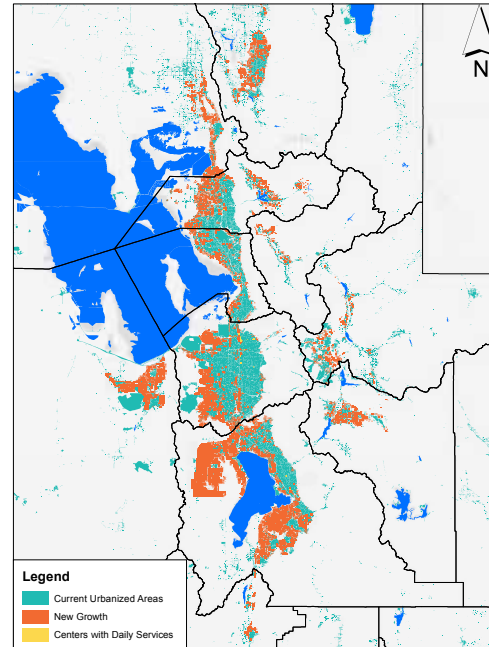 N
Legend
Current Urbanized Areas
New Growth
Centers with Daily Services